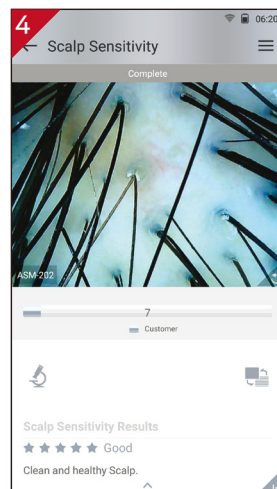 4
06:20
Scalp Sensitivity
Complete
ASM-202
7
Customer
Scalp Sensitivity Results
Good
Clean and healthy Scalp.